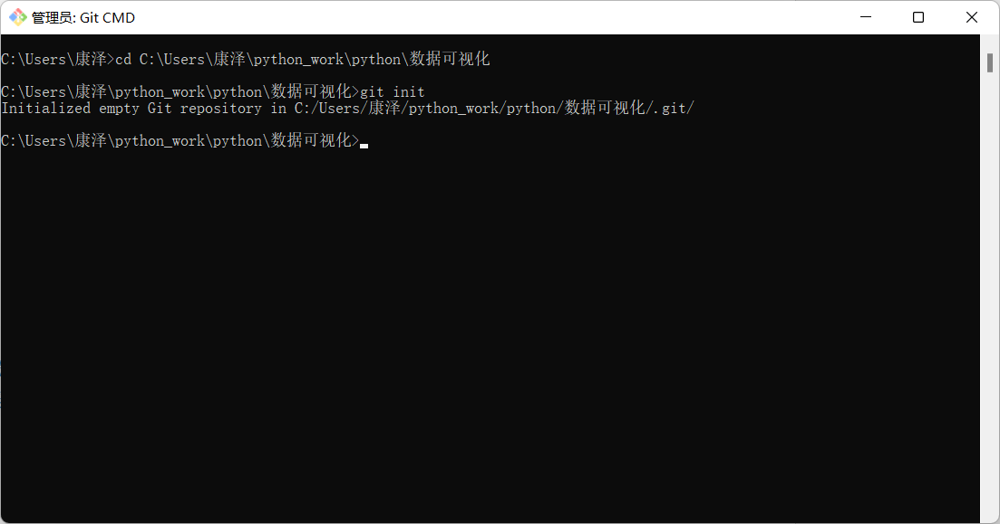 管理员: Git CMD
C:\Users\康泽>cd C:\Users\康泽\python_work\python\数据可视化
C:\Users\康泽\python_work\python\数据可视化>git init
Initialized empty Git repository in C:/Users/康泽/python_work/python/数据可视化/.git/
C:\Users\康泽\python_work\python\数据可视化>